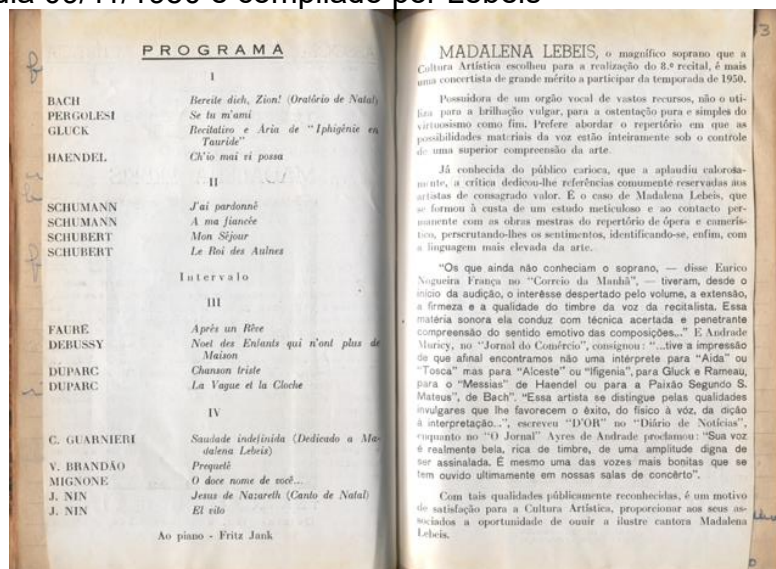 dia 09/11/1950 e compilado por Lebeis
PROGRAMA
I
BACH Bereite dich, Zion! (Oratório de Natal)
PERGOLESI Se tu m'ami
GLUCK Recitativo e Aria de "Iphigénie en
Tauride"
HAENDEL Ch'io mai vi possa
II
SCHUMANN J'ai pardonné
SCHUMANN A ma fiancée
SCHUBERT Mon Séjour
SCHUBERT Le Roi des Aulnes
Intervalo
III
FAURÉ Après un Rêve
DEBUSSY Noel des Enfants qui n'ont plus de
Maison
DUPARC Chanson triste
DUPARC La Vague et la Cloche
IV
C. GUARNIERI Saudade indefinida (Dedicado a Ma-
dalena Lebeis)
V. BRANDÃO Prequetê
MIGNONE O doce nome de você...
J. NIN Jesus de Nazareth (Canto de Natal)
J. NIN El vito
Ao piano - Fritz Jank
MADALENA LEBEIS, o magnífico soprano que a
Cultura Artística escolheu para a realização do 8.º recital, é mais
uma concertista de grande mérito a participar da temporada de 1950.
Possuidora de um orgão vocal de vastos recursos, não o uti-
liza para a brilhação vulgar, para a ostentação pura e simples do
virtuosismo como fim. Prefere abordar o repertório em que as
possibilidades materiais da voz estão inteiramente sob o contrôle
de uma superior compreensão da arte.
Já conhecida do público carioca, que a aplaudiu calorosa-
mente, a crítica dedicou-lhe referências comumente reservadas aos
artistas de consagrado valor. É o caso de Madalena Lebeis, que
se formou à custa de um estudo meticuloso e ao contacto per-
manente com as obras mestras do repertório de ópera e cameris-
tico, perscrutando-lhes os sentimentos, identificando-se, enfim, com
a linguagem mais elevada da arte.
"Os que ainda não conheciam o soprano, — disse Eurico
Nogueira França no "Correio da Manhã", — tiveram, desde o
início da audição, o interêsse despertado pelo volume, a extensão,
a firmeza e a qualidade do timbre da voz da recitalista. Essa
matéria sonora ela conduz com técnica acertada e penetrante
compreensão do sentido emotivo das composições..." E Andrade
Muricy, no "Jornal do Comércio", consignou: "...tive a impressão
de que afinal encontramos não uma intérprete para "Aida" ou
"Tosca" mas para "Alceste" ou "Ifigenia", para Gluck e Rameau,
para o "Messias" de Haendel ou para a Paixão Segundo S.
Mateus", de Bach". "Essa artista se distingue pelas qualidades
invulgares que lhe favorecem o êxito, do físico à vóz, da dição
à interpretação...", escreveu "D'OR" no "Diário de Notícias",
enquanto no "O Jornal" Ayres de Andrade proclamou: "Sua voz
é realmente bela, rica de timbre, de uma amplitude digna de
ser assinalada. É mesmo uma das vozes mais bonitas que se
tem ouvido ultimamente em nossas salas de concêrto".
Com tais qualidades públicamente reconhecidas, é um motivo
de satisfação para a Cultura Artística, proporcionar aos seus as-
sociados a oportunidade de ouvir a ilustre cantora Madalena
Lebeis.